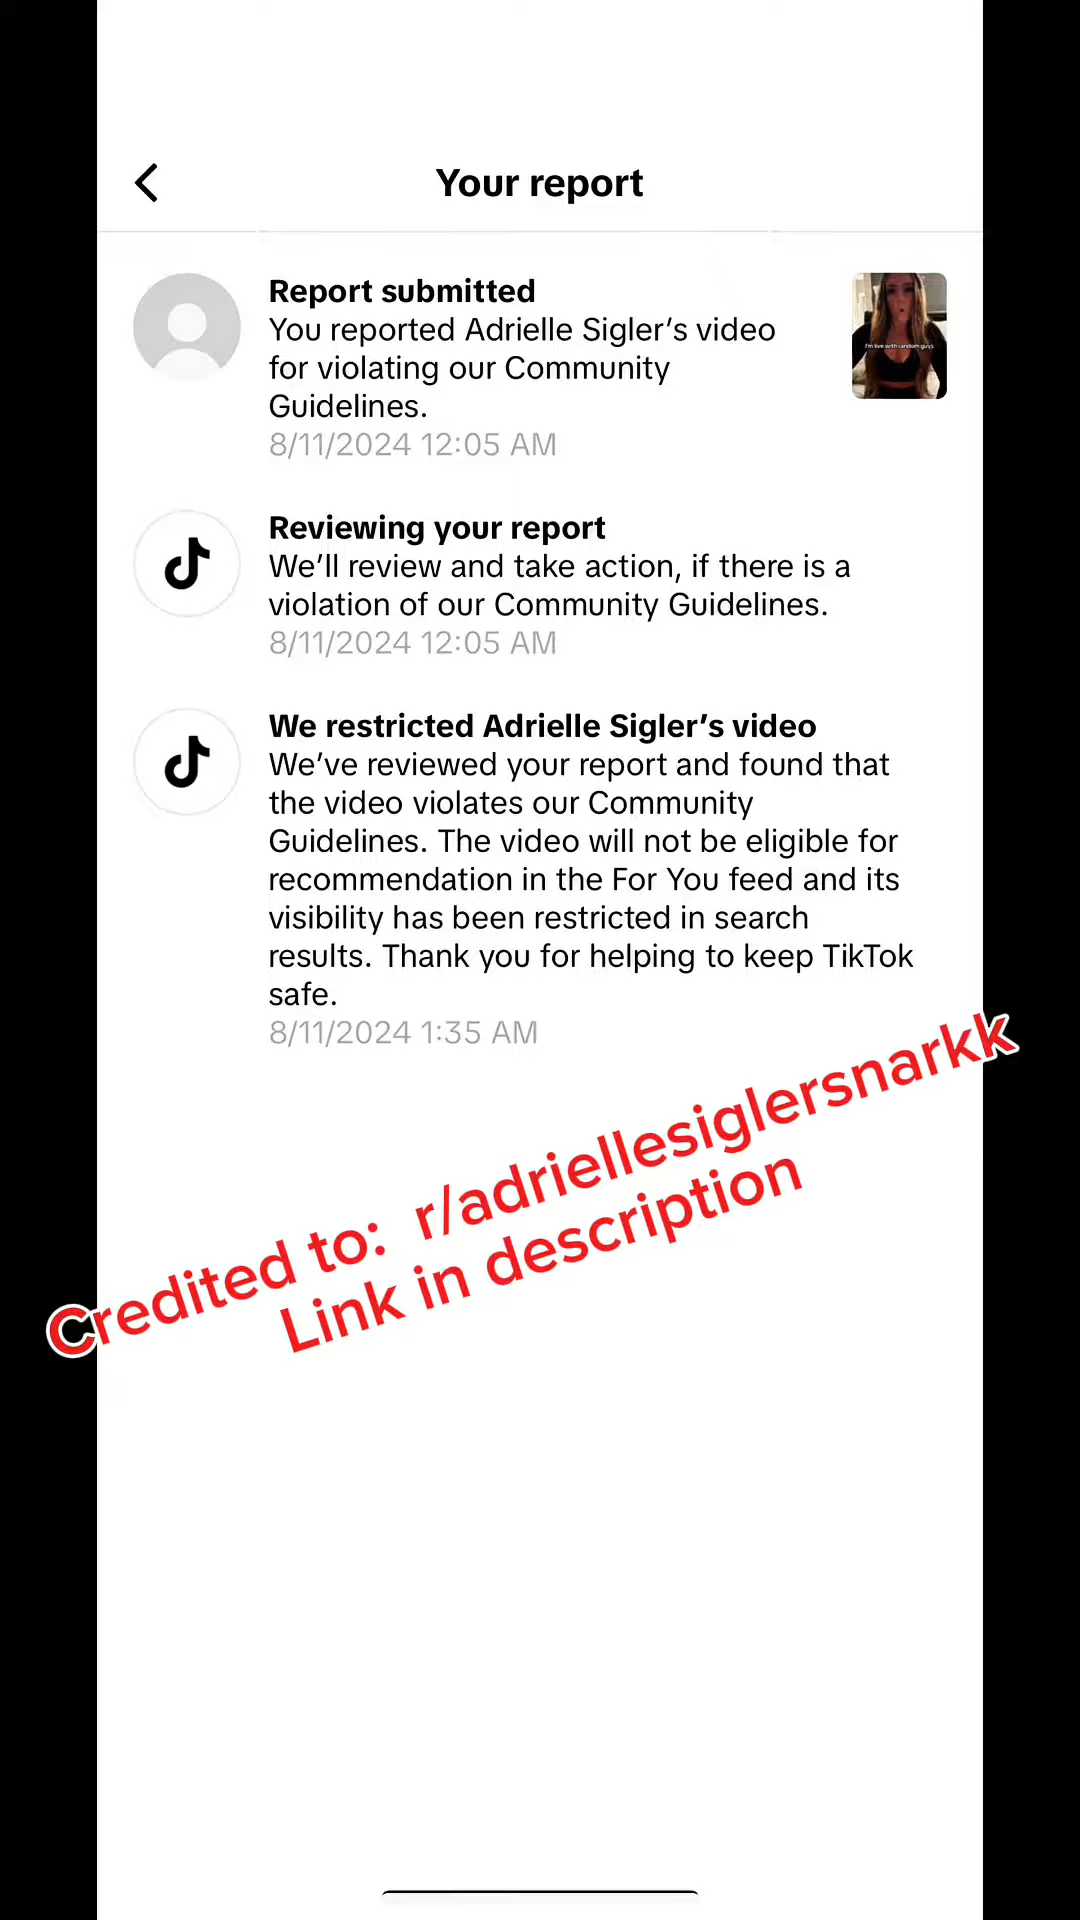 Your report
Report submitted
You reported Adrielle Sigler’s video
for violating our Community
Guidelines.
8/11/2024 12:05 AM
I'm live with random guys
Reviewing your report
We’ll review and take action, if there is a
violation of our Community Guidelines.
8/11/2024 12:05 AM
We restricted Adrielle Sigler’s video
We’ve reviewed your report and found that
the video violates our Community
Guidelines. The video will not be eligible for
recommendation in the For You feed and its
visibility has been restricted in search
results. Thank you for helping to keep TikTok
safe.
8/11/2024 1:35 AM
Credited to: r/adriellesiglersnarkk
Link in description